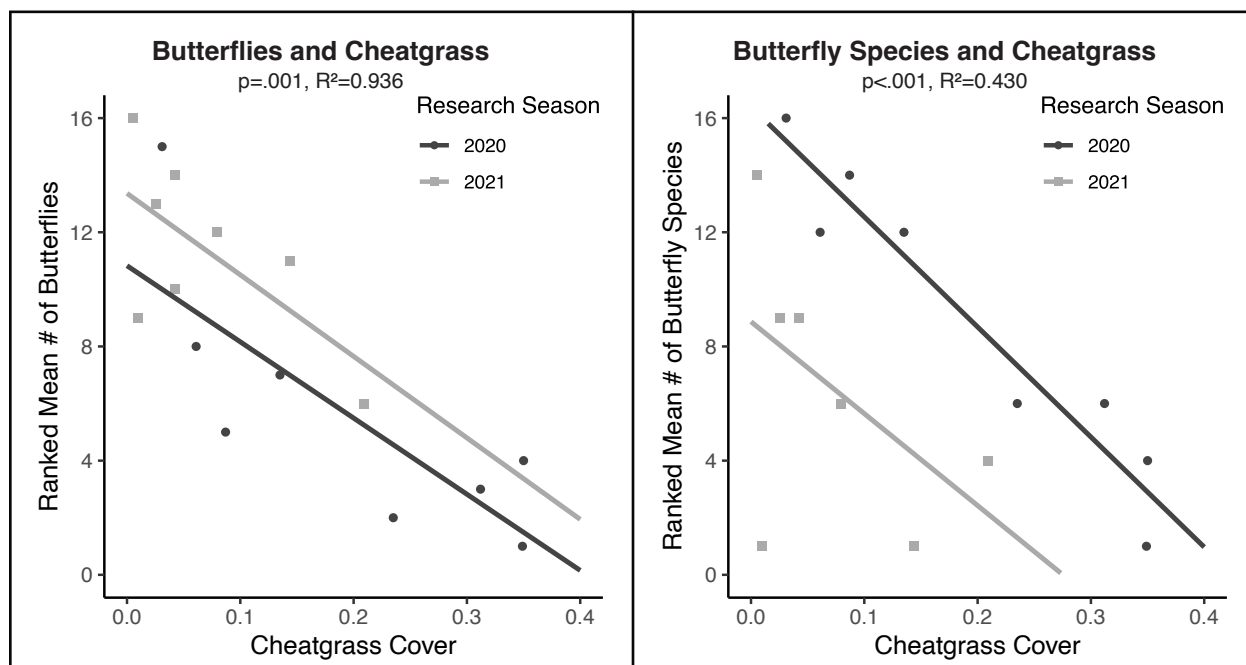 Butterflies and Cheatgrass
p=.001, R²=0.936
Research Season
2020
2021
Ranked Mean # of Butterflies
16
12
8
4
0
0.0 0.1 0.2 0.3 0.4
Cheatgrass Cover
Butterfly Species and Cheatgrass
p<.001, R²=0.430
Research Season
2020
2021
Ranked Mean # of Butterfly Species
16
12
8
4
0
0.0 0.1 0.2 0.3 0.4
Cheatgrass Cover